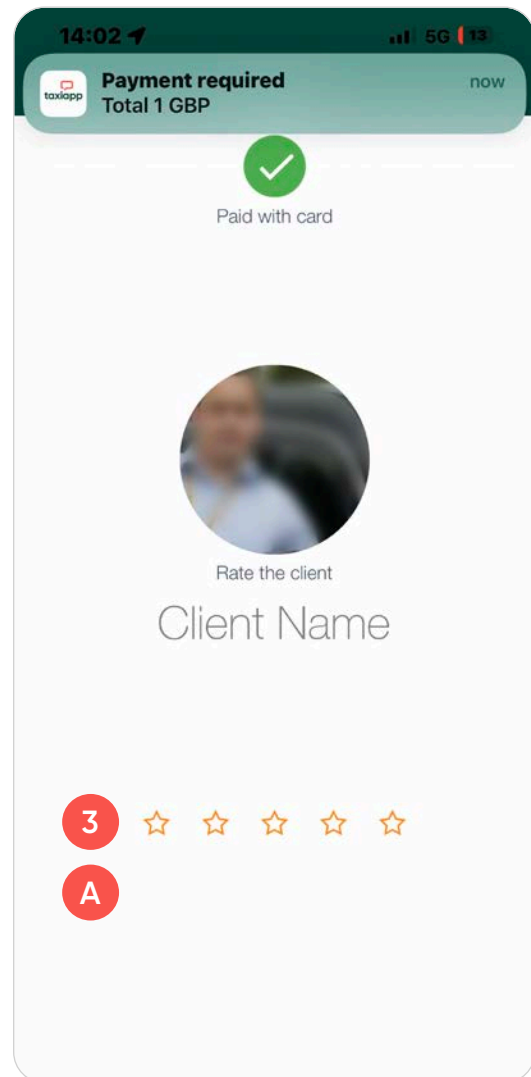 14:02
5G 13
taxiapp
Payment required
now
Total 1 GBP
Paid with card
Rate the client
Client Name
3
A